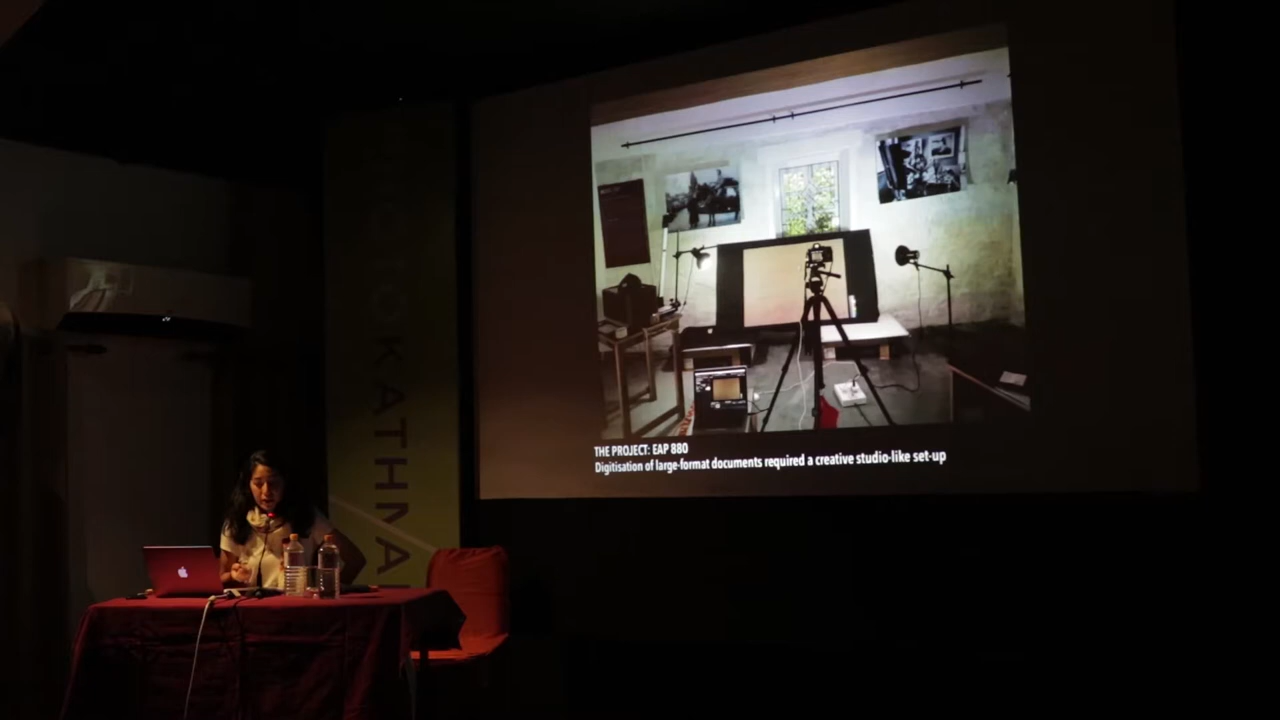 KATHMA
THE PROJECT: EAP 880
Digitisation of large-format documents required a creative studio-like set-up